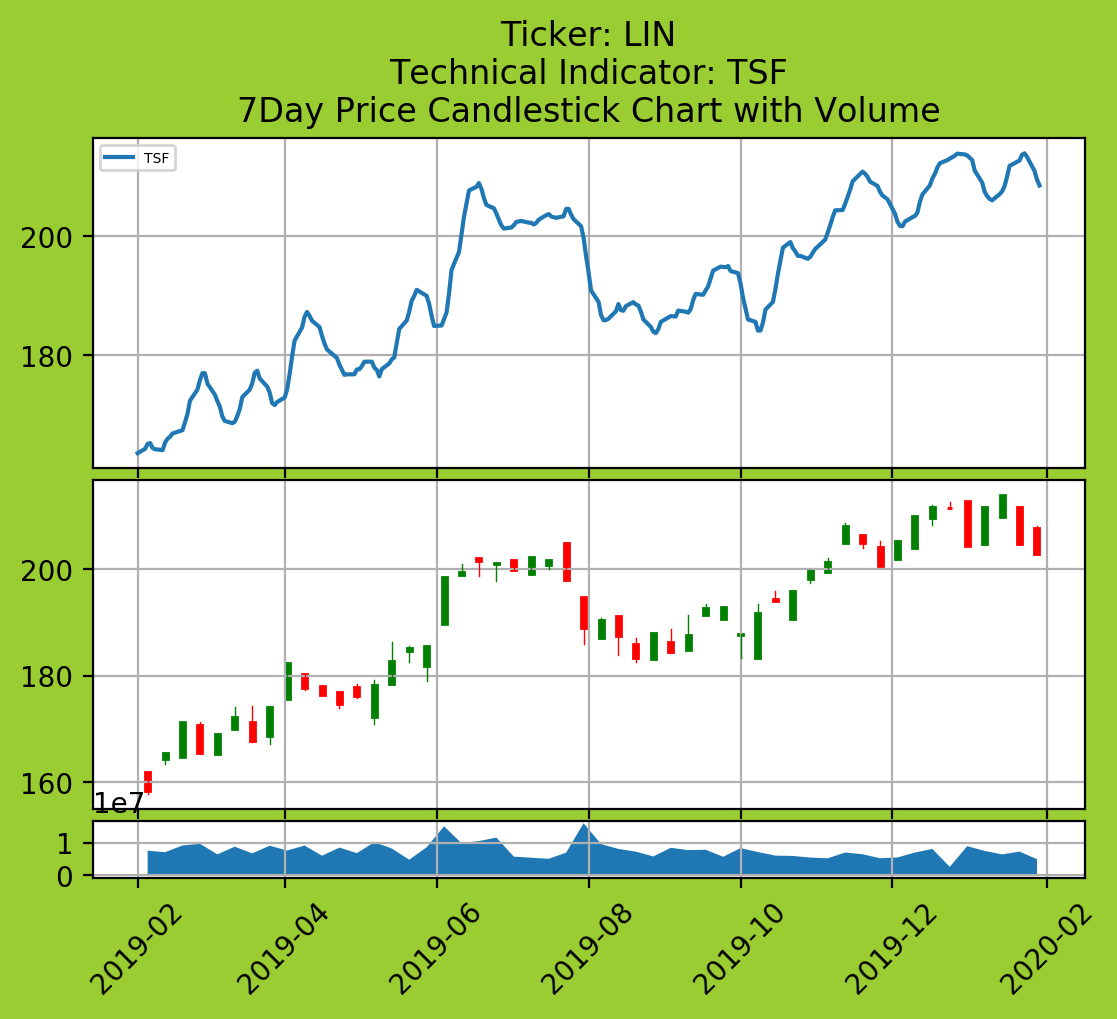 Ticker: LIN
Technical Indicator: TSF
7Day Price Candlestick Chart with Volume
TSF
200
180
200
180
160
1e7
1
0
2019-02
2019-04
2019-06
2019-08
2019-10
2019-12
2020-02